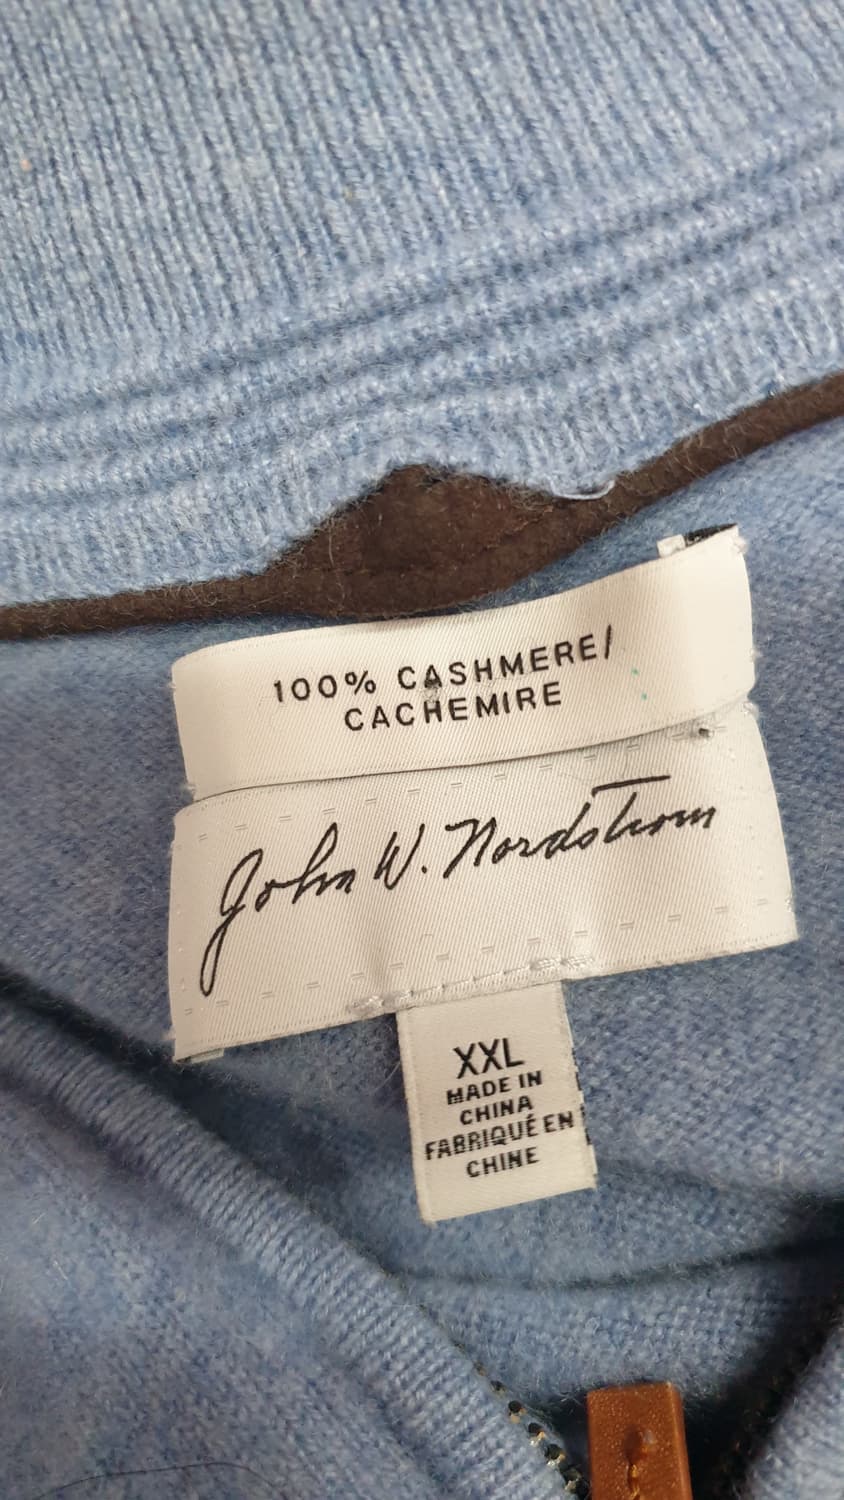 100% CASHMERE/
CACHEMIRE
John W. Nordstrom
XXL
MADE IN
CHINA
FABRIQUÉ EN
CHINE